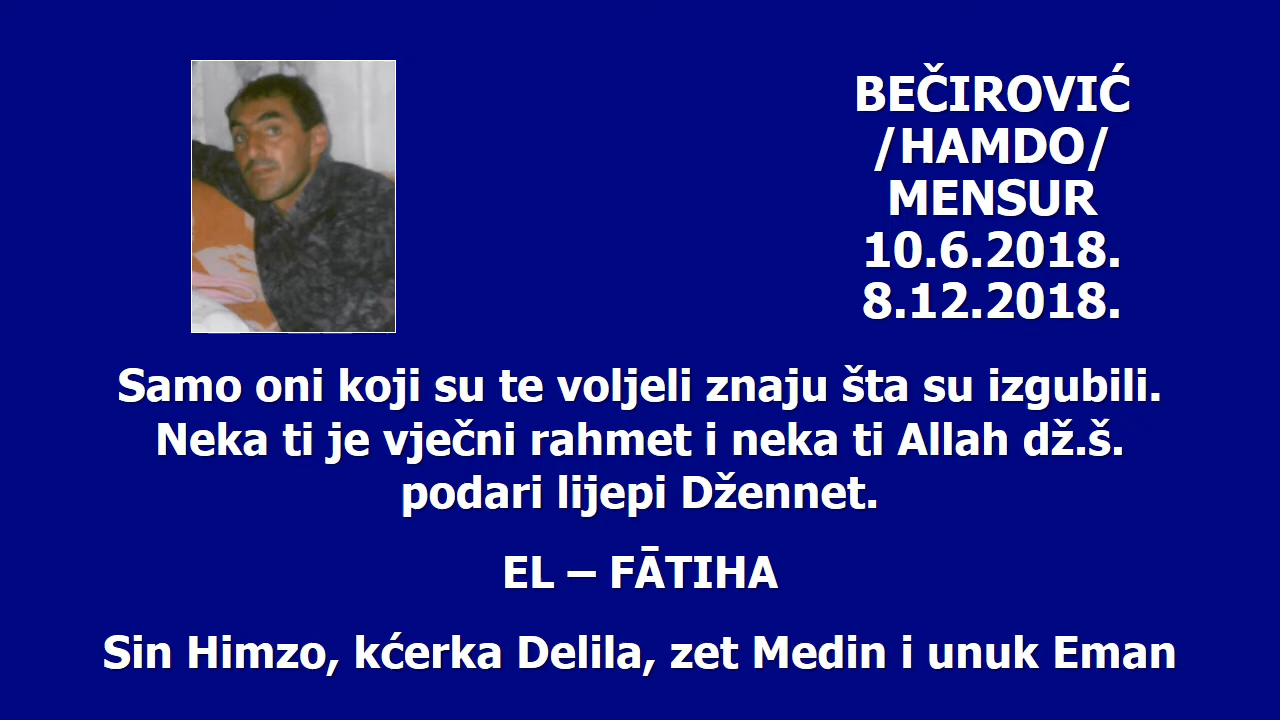 BEČIROVIĆ
/HAMDO/
MENSUR
10.6.2018.
8.12.2018.
Samo oni koji su te voljeli znaju šta su izgubili.
Neka ti je vječni rahmet i neka ti Allah dž.š.
podari lijepi Džennet.
EL – FĀTIHA
Sin Himzo, kćerka Delila, zet Medin i unuk Eman